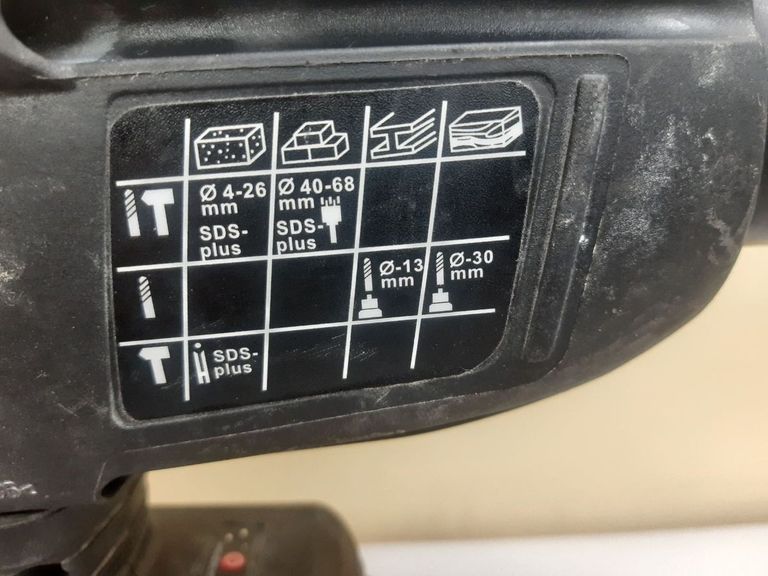 Ø 4-26 mm SDS-plus
Ø 40-68 mm SDS-plus
Ø-13 mm
Ø-30 mm
SDS-plus